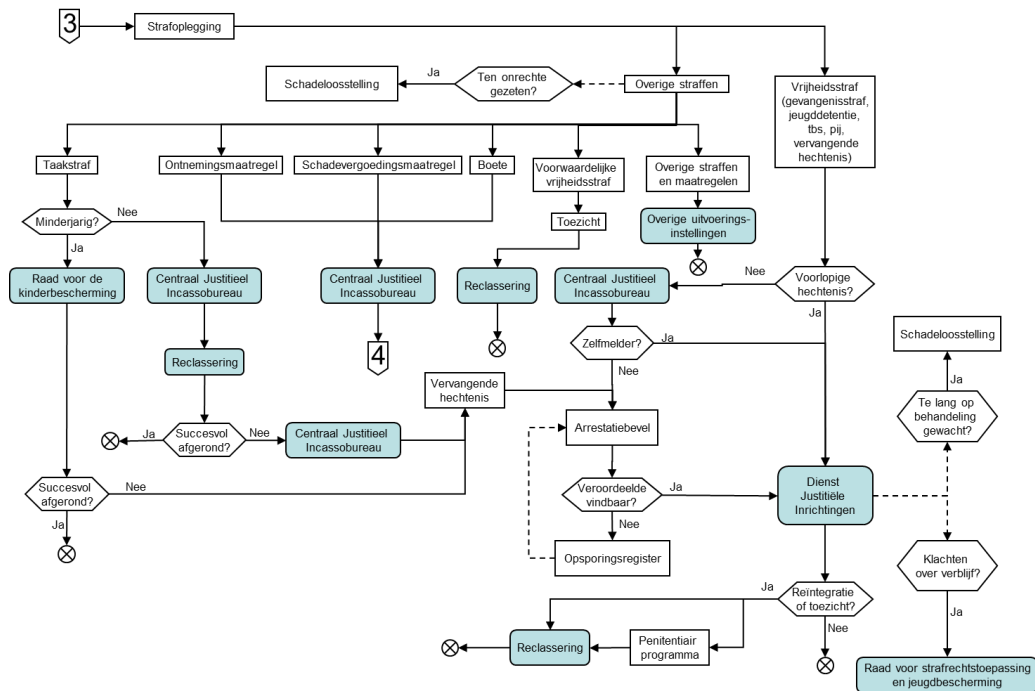 3
Strafoplegging
Schadeloosstelling
Ja
Ten onrechte
gezeten?
Overige straffen
Vrijheidsstraf
(gevangenisstraf,
jeugddetentie,
tbs, pij,
vervangende
hechtenis)
Taakstraf
Ontnemingsmaatregel
Schadevergoedingsmaatregel
Boete
Voorwaardelijke
vrijheidsstraf
Overige straffen
en maatregelen
Minderjarig?
Nee
Ja
Toezicht
Overige uitvoerings-
instellingen
Raad voor de
kinderbescherming
Centraal Justitieel
Incassobureau
Centraal Justitieel
Incassobureau
Reclassering
Centraal Justitieel
Incassobureau
Nee
Voorlopige
hechtenis?
Ja
Schadeloosstelling
Zelfmelder?
Ja
Nee
4
Reclassering
Vervangende
hechtenis
Ja
Te lang op
behandeling
gewacht?
Ja
Succesvol
afgerond?
Nee
Centraal Justitieel
Incassobureau
Arrestatiebevel
Succesvol
afgerond?
Nee
Ja
Veroordeelde
vindbaar?
Ja
Nee
Dienst
Justitiële
Inrichtingen
Opsporingsregister
Klachten
over verblijf?
Ja
Ja
Reïntegratie
of toezicht?
Nee
Reclassering
Penitentiair
programma
Raad voor strafrechtstoepassing
en jeugdbescherming